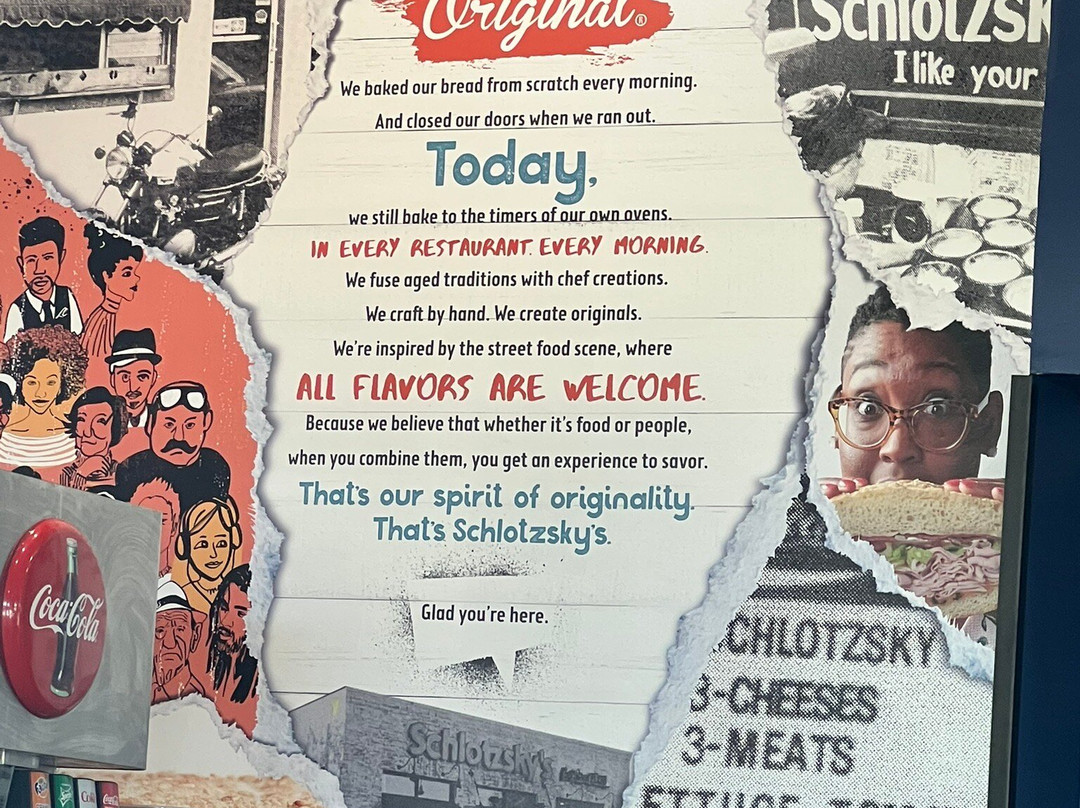 Original®
We baked our bread from scratch every morning.
And closed our doors when we ran out.
Today,
we still bake to the timers of our own ovens.
IN EVERY RESTAURANT. EVERY MORNING.
We fuse aged traditions with chef creations.
We craft by hand. We create originals.
We're inspired by the street food scene, where
ALL FLAVORS ARE WELCOME.
Because we believe that whether it's food or people,
when you combine them, you get an experience to savor.
That's our spirit of originality.
That's Schlotzsky's.
Glad you're here.
Schlotzsky's
Schlotzsk
I like your
CHLOTZSKY
3-CHEESES
3-MEATS
Coca-Cola